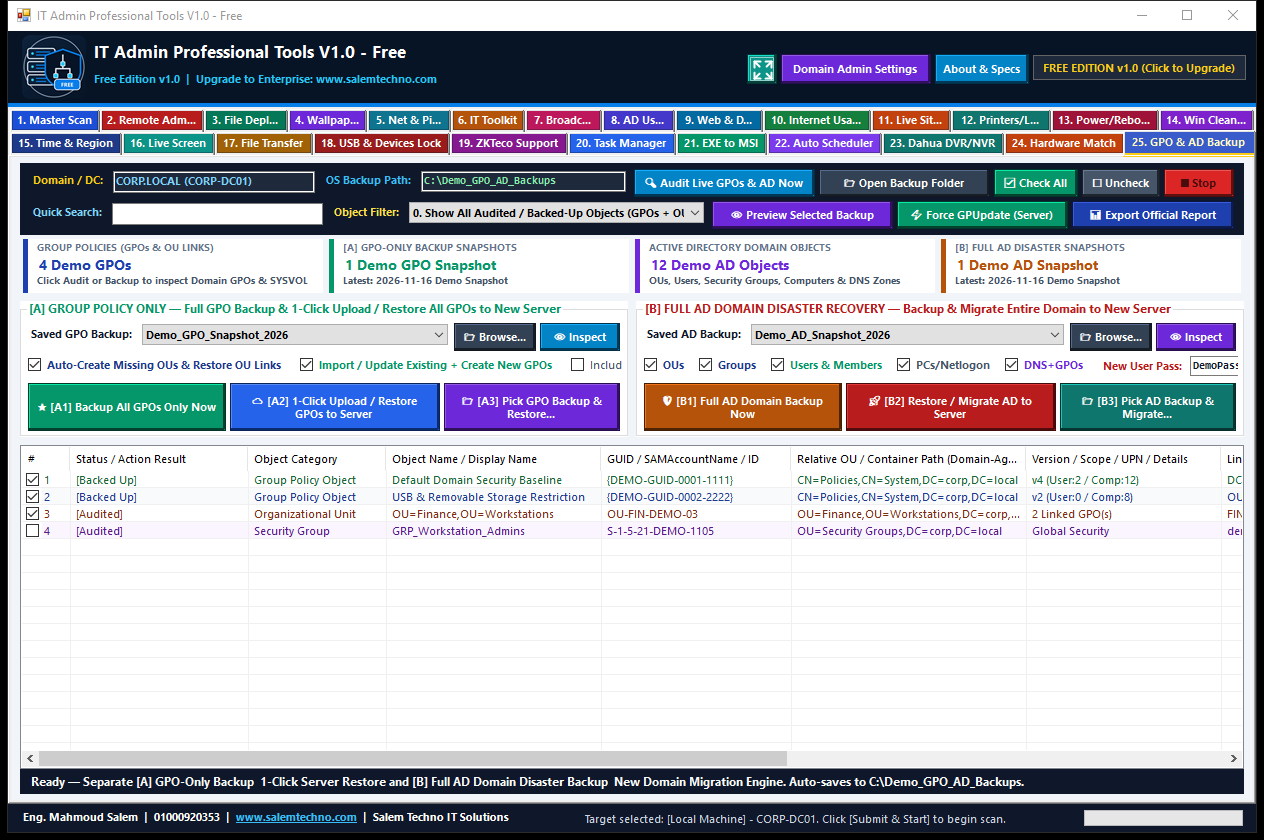 IT Admin Professional Tools V1.0 - Free
IT Admin Professional Tools V1.0 - Free
Free Edition v1.0 | Upgrade to Enterprise: www.salemtechno.com
FREE
Domain Admin Settings
About & Specs
FREE EDITION v1.0 (Click to Upgrade)
1. Master Scan 2. Remote Adm... 3. File Depl... 4. Wallpap... 5. Net & Pi... 6. IT Toolkit 7. Broadc... 8. AD Us... 9. Web & D... 10. Internet Usa... 11. Live Sit... 12. Printers/L... 13. Power/Rebo... 14. Win Clean...
15. Time & Region 16. Live Screen 17. File Transfer 18. USB & Devices Lock 19. ZKTeco Support 20. Task Manager 21. EXE to MSI 22. Auto Scheduler 23. Dahua DVR/NVR 24. Hardware Match 25. GPO & AD Backup
Domain / DC: CORP.LOCAL (CORP-DC01) OS Backup Path: C:\Demo_GPO_AD_Backups Audit Live GPOs & AD Now Open Backup Folder Check All Uncheck Stop
Quick Search: Object Filter: 0. Show All Audited / Backed-Up Objects (GPOs + OU Preview Selected Backup Force GPUpdate (Server) Export Official Report
GROUP POLICIES (GPOs & OU LINKS)
4 Demo GPOs
Click Audit or Backup to inspect Domain GPOs & SYSVOL
[A] GPO-ONLY BACKUP SNAPSHOTS
1 Demo GPO Snapshot
Latest: 2026-11-16 Demo Snapshot
ACTIVE DIRECTORY DOMAIN OBJECTS
12 Demo AD Objects
OUs, Users, Security Groups, Computers & DNS Zones
[B] FULL AD DISASTER SNAPSHOTS
1 Demo AD Snapshot
Latest: 2026-11-16 Demo Snapshot
[A] GROUP POLICY ONLY — Full GPO Backup & 1-Click Upload / Restore All GPOs to New Server
Saved GPO Backup: Demo_GPO_Snapshot_2026 Browse... Inspect
Auto-Create Missing OUs & Restore OU Links Import / Update Existing + Create New GPOs Includ
[A1] Backup All GPOs Only Now
[A2] 1-Click Upload / Restore
GPOs to Server
[A3] Pick GPO Backup &
Restore...
[B] FULL AD DOMAIN DISASTER RECOVERY — Backup & Migrate Entire Domain to New Server
Saved AD Backup: Demo_AD_Snapshot_2026 Browse... Inspect
OUs Groups Users & Members PCs/Netlogon DNS+GPOs New User Pass: DemoPass
[B1] Full AD Domain Backup
Now
[B2] Restore / Migrate AD to
Server
[B3] Pick AD Backup &
Migrate...
# Status / Action Result Object Category Object Name / Display Name GUID / SAMAccountName / ID Relative OU / Container Path (Domain-Ag... Version / Scope / UPN / Details Lin
1 [Backed Up] Group Policy Object Default Domain Security Baseline {DEMO-GUID-0001-1111} CN=Policies,CN=System,DC=corp,DC=local v4 (User:2 / Comp:12) DC
2 [Backed Up] Group Policy Object USB & Removable Storage Restriction {DEMO-GUID-0002-2222} CN=Policies,CN=System,DC=corp,DC=local v2 (User:0 / Comp:8) OU
3 [Audited] Organizational Unit OU=Finance,OU=Workstations OU-FIN-DEMO-03 OU=Finance,OU=Workstations,DC=corp,... 2 Linked GPO(s) FIN
4 [Audited] Security Group GRP_Workstation_Admins S-1-5-21-DEMO-1105 OU=Security Groups,DC=corp,DC=local Global Security der
Ready — Separate [A] GPO-Only Backup 1-Click Server Restore and [B] Full AD Domain Disaster Backup New Domain Migration Engine. Auto-saves to C:\Demo_GPO_AD_Backups.
Eng. Mahmoud Salem | 01000920353 | www.salemtechno.com | Salem Techno IT Solutions
Target selected: [Local Machine] - CORP-DC01. Click [Submit & Start] to begin scan.